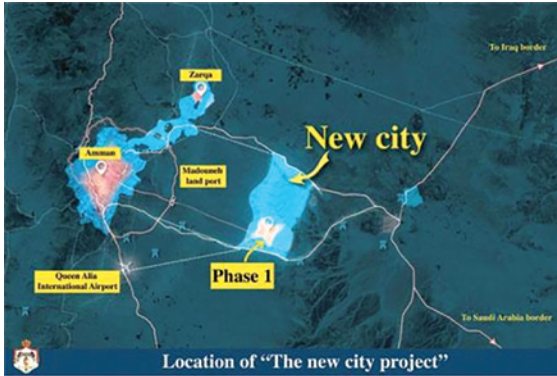 To Iraq border
Zarqa
New city
Amman
Madouneh
land port
Queen Alia
International Airport
Phase 1
To Saudi Arabia border
Location of “The new city project”